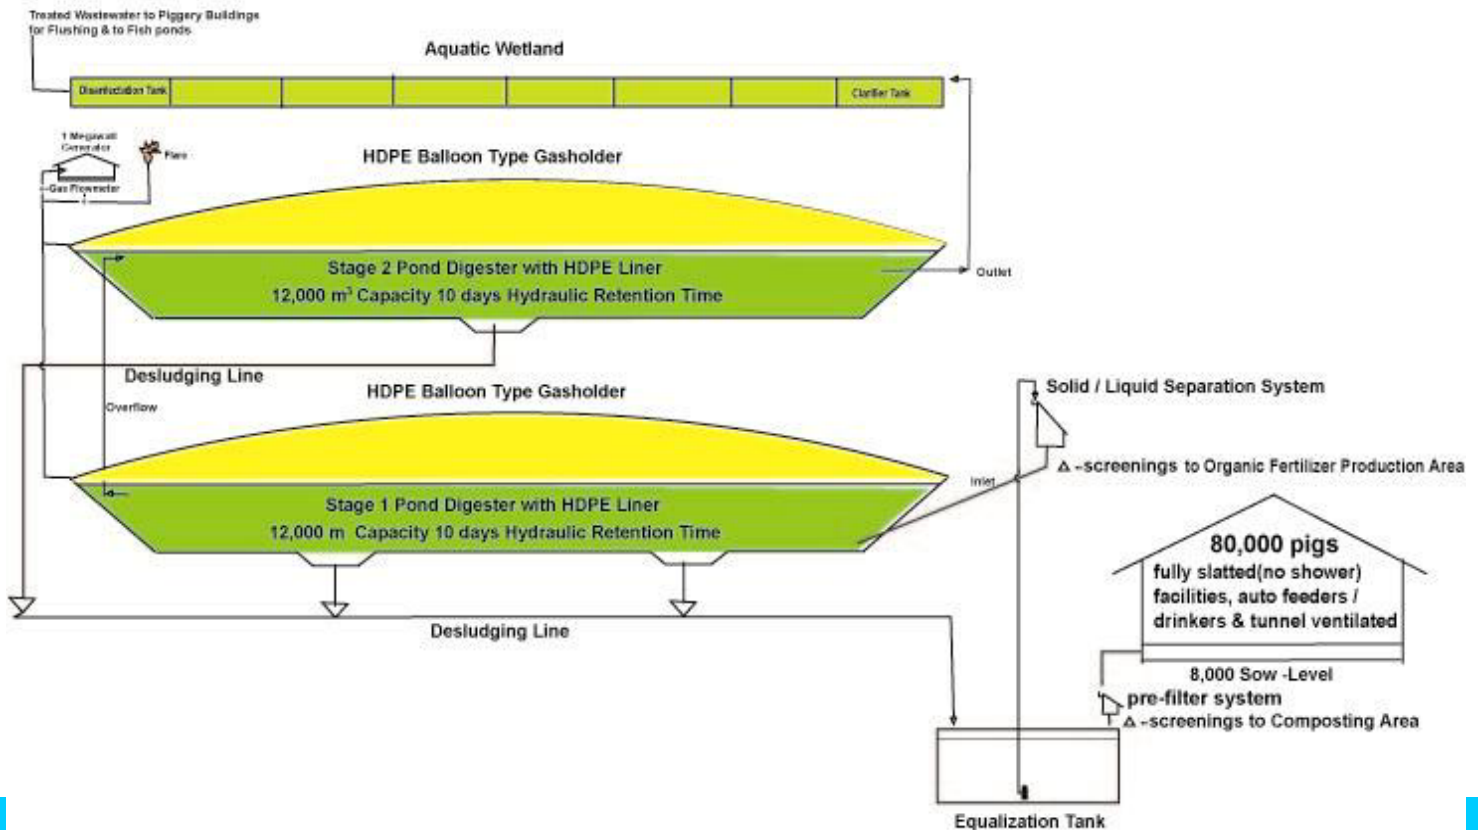 Treated Wastewater to Piggery Buildings
for Flushing & to Fish ponds
Aquatic Wetland
Disenfectation Tank
Clarifier Tank
1 Megawatt
Generator
Flare
Gas Flowmeter
HDPE Balloon Type Gasholder
Stage 2 Pond Digester with HDPE Liner
12,000 m³ Capacity 10 days Hydraulic Retention Time
Outlet
Desludging Line
Overflow
HDPE Balloon Type Gasholder
Stage 1 Pond Digester with HDPE Liner
12,000 m Capacity 10 days Hydraulic Retention Time
Inlet
Desludging Line
Solid / Liquid Separation System
Δ -screenings to Organic Fertilizer Production Area
80,000 pigs
fully slatted(no shower)
facilities, auto feeders /
drinkers & tunnel ventilated
8,000 Sow -Level
pre-filter system
Δ -screenings to Composting Area
Equalization Tank